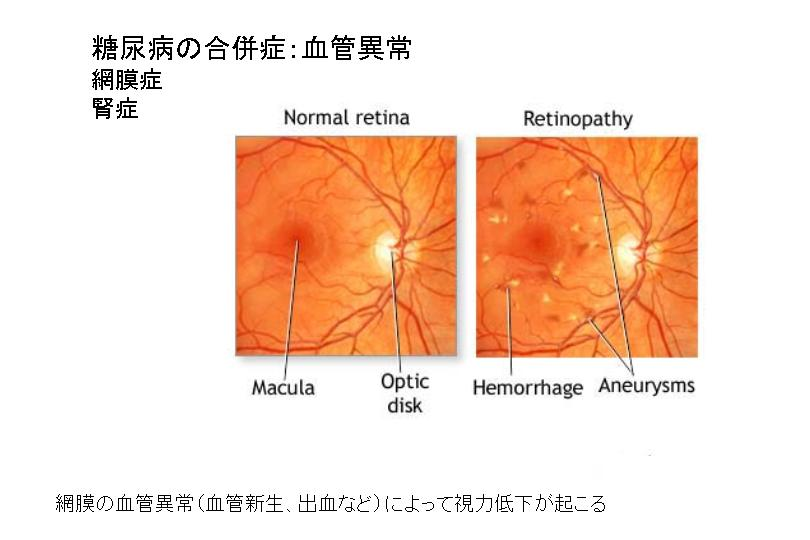 糖尿病の合併症：血管異常
網膜症
腎症
Normal retina
Retinopathy
Macula
Optic
disk
Hemorrhage
Aneurysms
網膜の血管異常（血管新生、出血など）によって視力低下が起こる